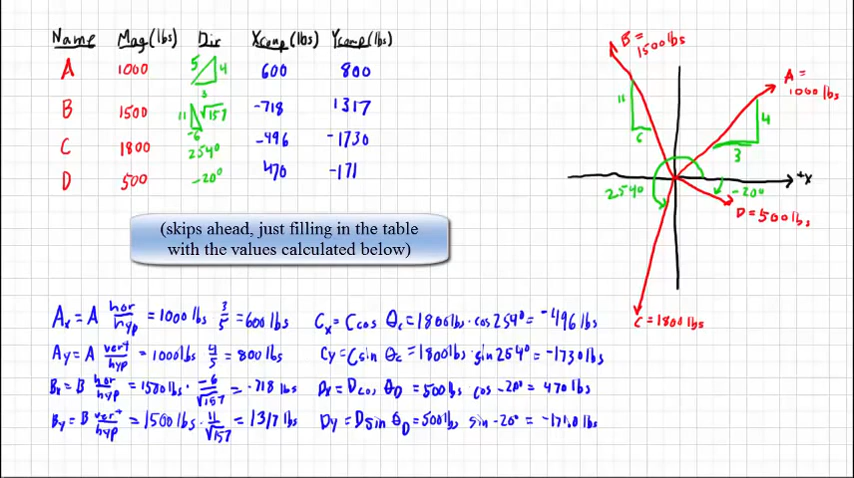 Name Mag (lbs) Dir Xcomp (lbs) Ycomp (lbs)
A 1000 5 4 3 600 800
B 1500 11 √157 -6 -718 1317
C 1800 254° -496 -1730
D 500 -20° 470 -171
(skips ahead, just filling in the table
with the values calculated below)
B =
1500 lbs
A =
1000 lbs
11
6
4
3
+x
254°
-20°
D = 500 lbs
C = 1800 lbs
Ax = A hor/hyp = 1000 lbs 3/5 = 600 lbs
Ay = A vert/hyp = 1000 lbs 4/5 = 800 lbs
Bx = B hor/hyp = 1500 lbs · -6/√157 = -718 lbs
By = B vert/hyp = 1500 lbs · 11/√157 = 1317 lbs
Cx = C cos θc = 1800 lbs · cos 254° = -496 lbs
Cy = C sin θc = 1800 lbs · sin 254° = -1730 lbs
Dx = D cos θD = 500 lbs cos -20° = 470 lbs
Dy = D sin θD = 500 lbs sin -20° = -171.0 lbs